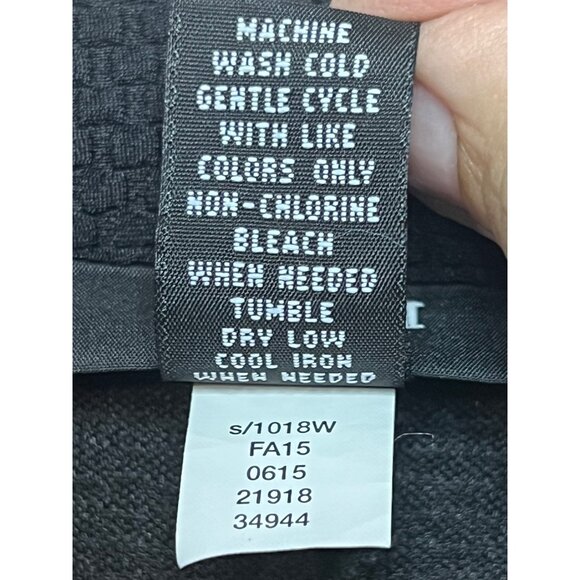 MACHINE
WASH COLD
GENTLE CYCLE
WITH LIKE
COLORS ONLY
NON-CHLORINE
BLEACH
WHEN NEEDED
TUMBLE
DRY LOW
COOL IRON
WHEN NEEDED
s/1018W
FA15
0615
21918
34944